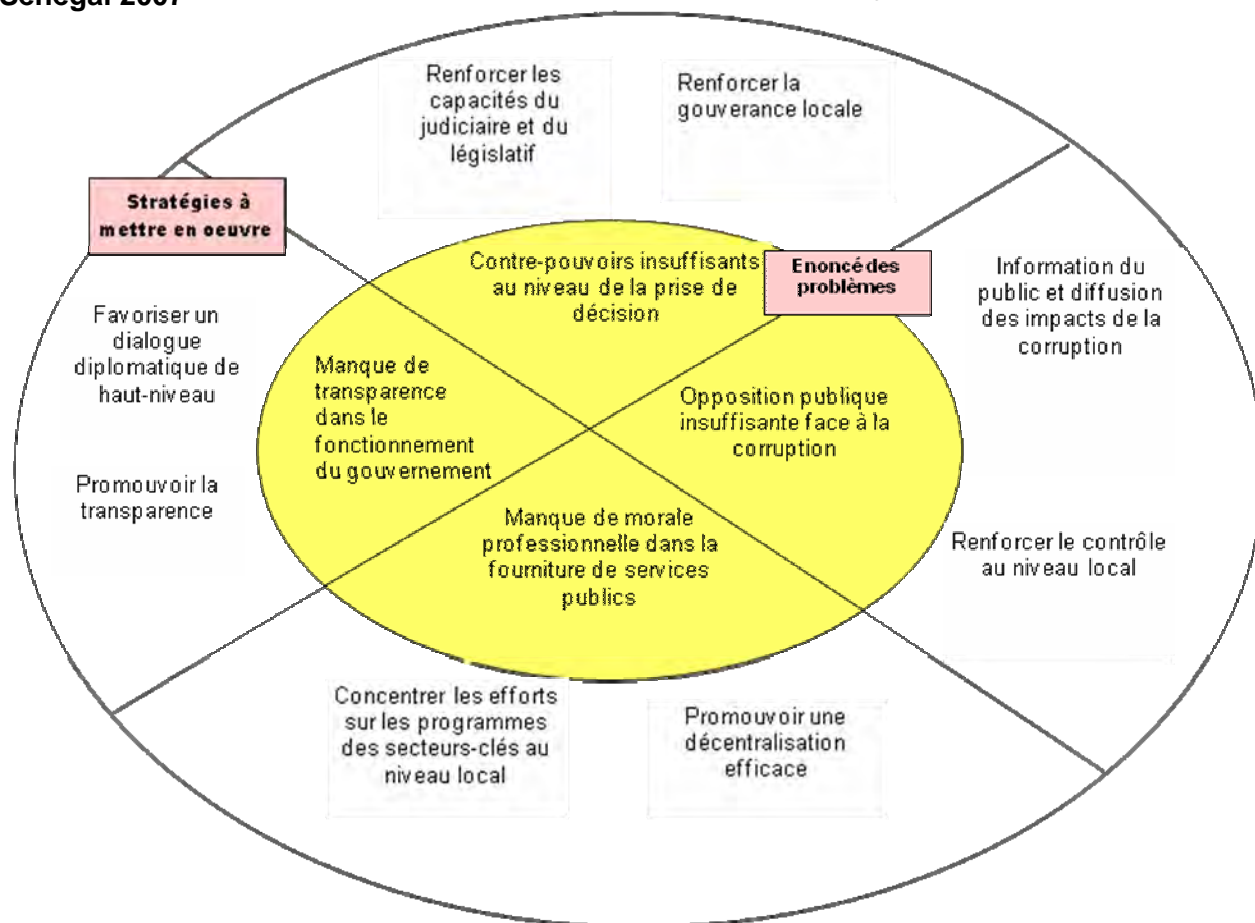 Sénégal 2007
Renforcer les
capacités du
judiciaire et du
législatif
Renforcer la
gouverance locale
Stratégies à
mettre en oeuvre
Contre-pouvoirs insuffisants
au niveau de la prise de
décision
Enoncé des
problèmes
Information du
public et diffusion
des impacts de la
corruption
Favoriser un
dialogue
diplomatique de
haut-niveau
Manque de
transparence
dans le
fonctionnement
du gouvernement
Opposition publique
insuffisante face à la
corruption
Promouvoir la
transparence
Manque de morale
professionnelle dans la
fourniture de services
publics
Renforcer le contrôle
au niveau local
Concentrer les efforts
sur les programmes
des secteurs-clés au
niveau local
Promouvoir une
décentralisation
efficace